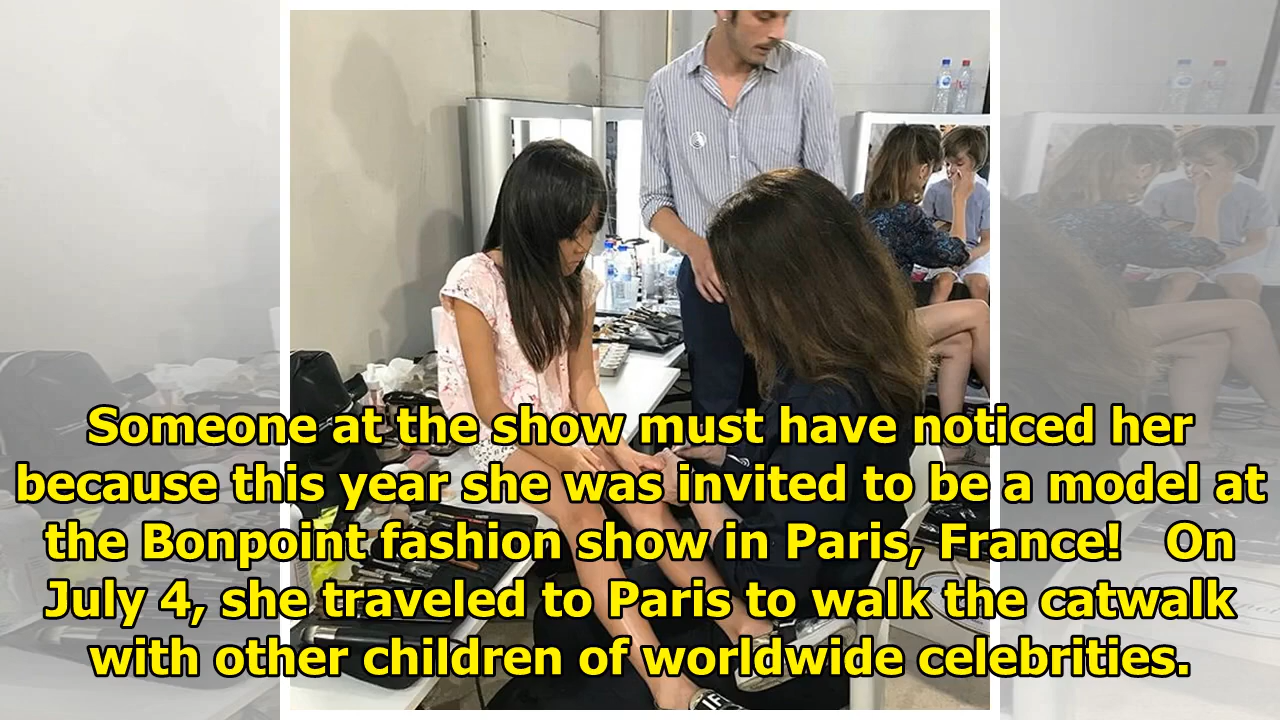 Someone at the show must have noticed her
because this year she was invited to be a model at
the Bonpoint fashion show in Paris, France!   On
July 4, she traveled to Paris to walk the catwalk
with other children of worldwide celebrities.
IF